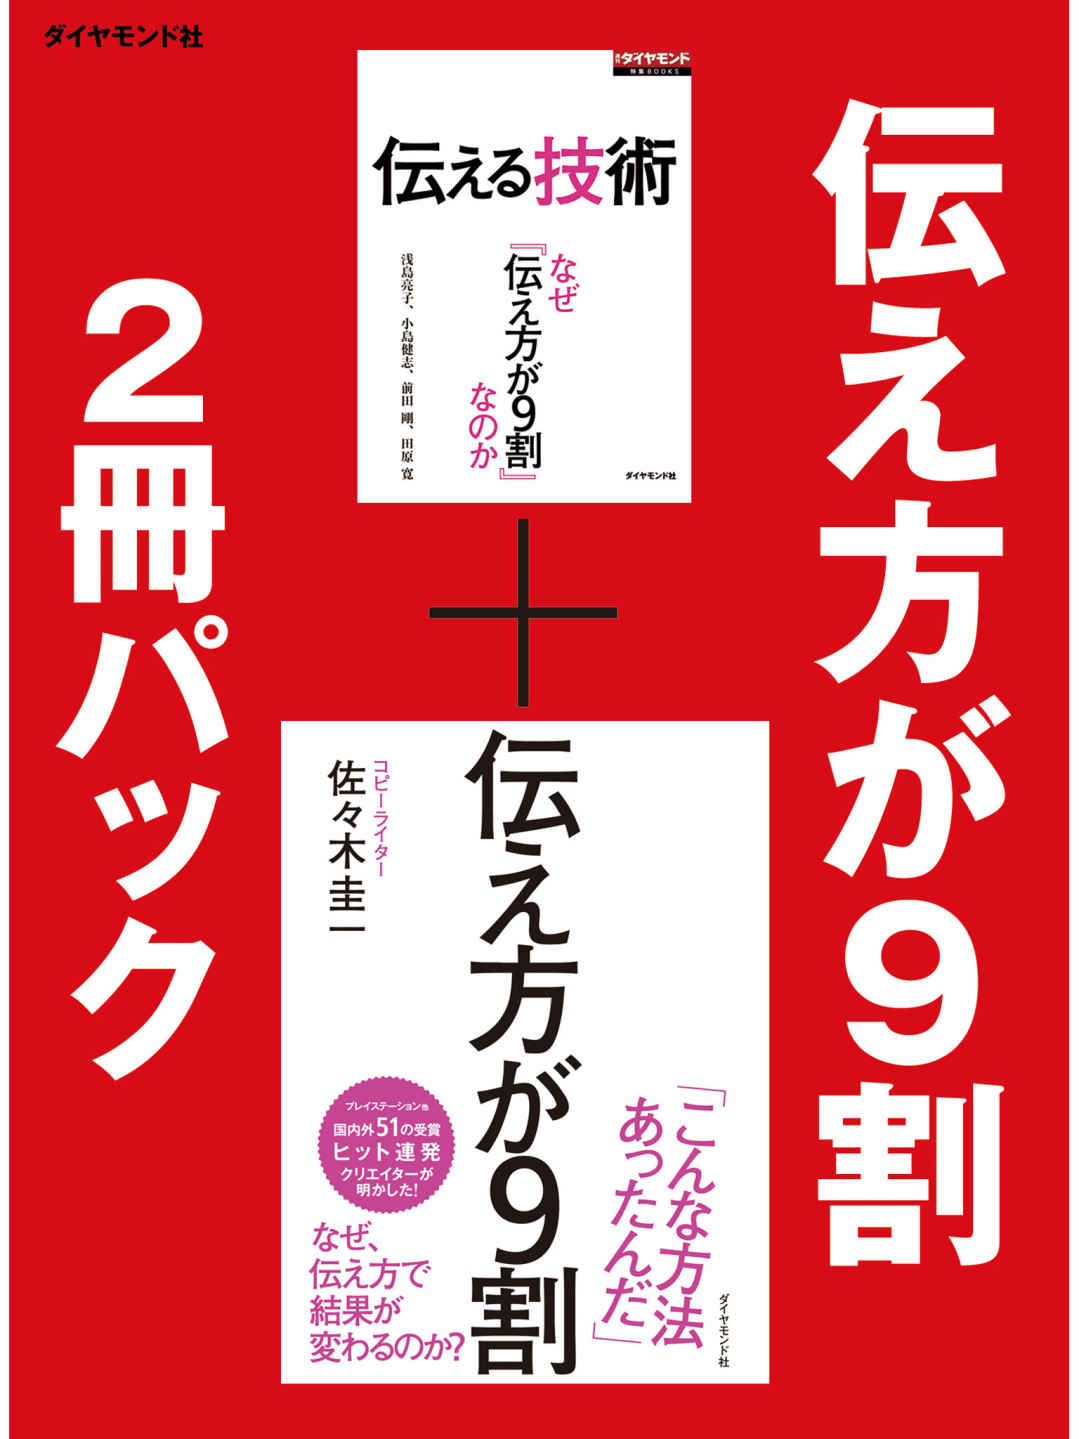 ダイヤモンド社
伝え方が9割
2冊パック
週刊ダイヤモンド
特集BOOKS
伝える技術
なぜ
『伝え方が9割』
なのか
浅島亮子、小島健志、前田 剛、田原 寛
ダイヤモンド社
＋
伝え方が9割
コピーライター
佐々木圭一
「こんな方法
あったんだ」
プレイステーション他
国内外51の受賞
ヒット連発
クリエイターが
明かした!
なぜ、
伝え方で
結果が
変わるのか?
ダイヤモンド社